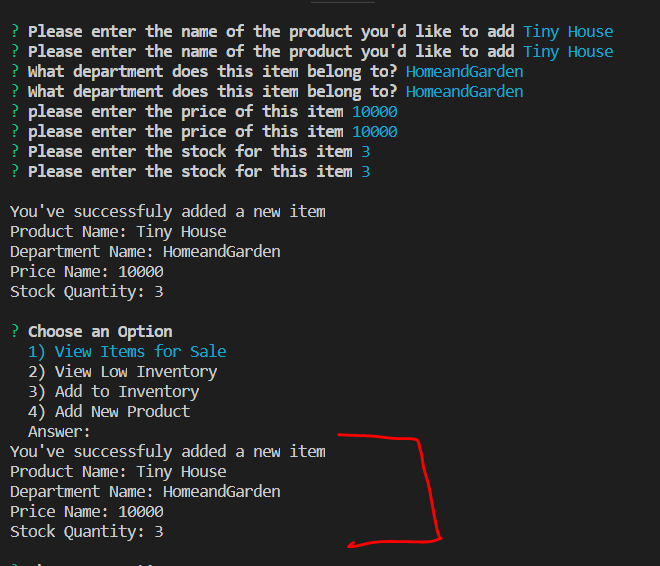 ? Please enter the name of the product you'd like to add Tiny House
? Please enter the name of the product you'd like to add Tiny House
? What department does this item belong to? HomeandGarden
? What department does this item belong to? HomeandGarden
? please enter the price of this item 10000
? please enter the price of this item 10000
? Please enter the stock for this item 3
? Please enter the stock for this item 3
You've successfuly added a new item
Product Name: Tiny House
Department Name: HomeandGarden
Price Name: 10000
Stock Quantity: 3
? Choose an Option
1) View Items for Sale
2) View Low Inventory
3) Add to Inventory
4) Add New Product
Answer:
You've successfuly added a new item
Product Name: Tiny House
Department Name: HomeandGarden
Price Name: 10000
Stock Quantity: 3